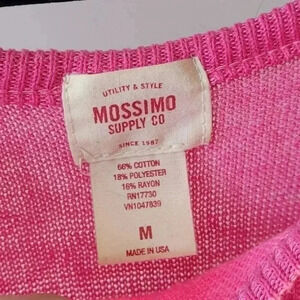 UTILITY & STYLE
MOSSIMO
SUPPLY CO
SINCE 1987
66% COTTON
18% POLYESTER
16% RAYON
RN17730
VN1047839
M
MADE IN USA